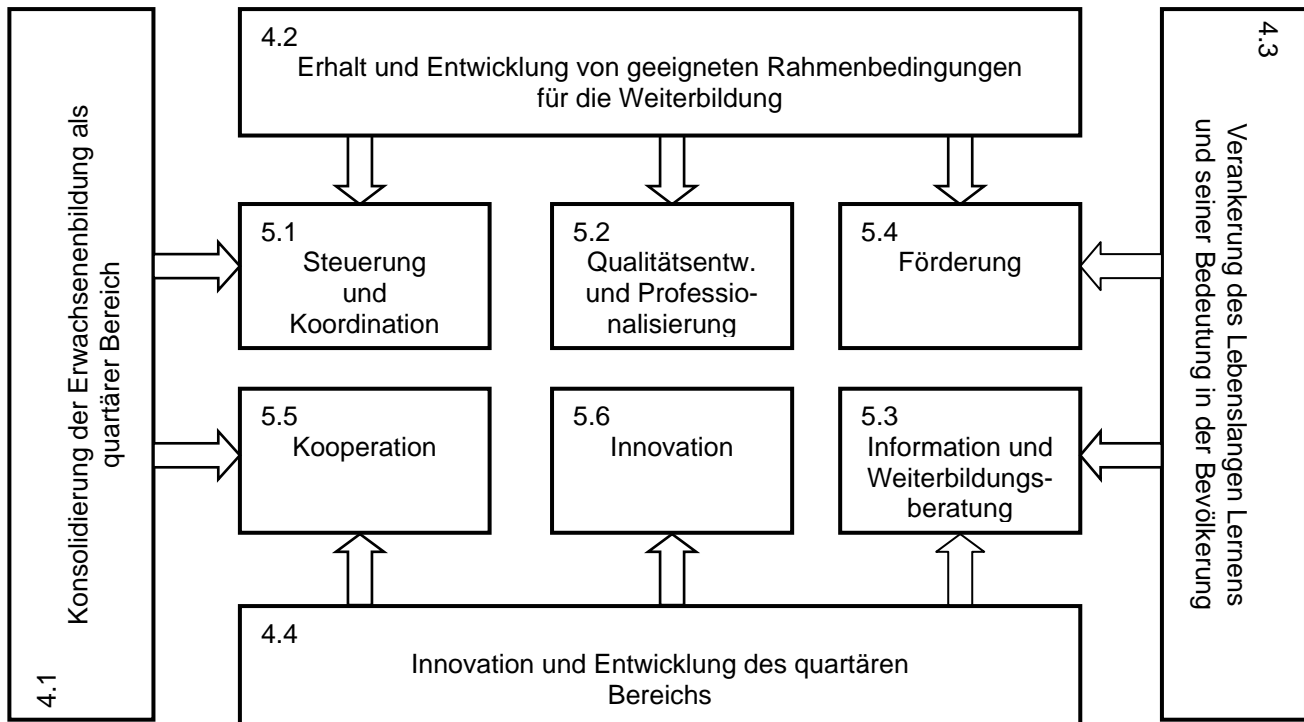 4.1
Konsolidierung der Erwachsenenbildung als
quartärer Bereich
4.2
Erhalt und Entwicklung von geeigneten Rahmenbedingungen
für die Weiterbildung
4.3
Verankerung des Lebenslangen Lernens
und seiner Bedeutung in der Bevölkerung
5.1
Steuerung
und
Koordination
5.2
Qualitätsentw.
und Professio-
nalisierung
5.4
Förderung
5.5
Kooperation
5.6
Innovation
5.3
Information und
Weiterbildungs-
beratung
4.4
Innovation und Entwicklung des quartären
Bereichs